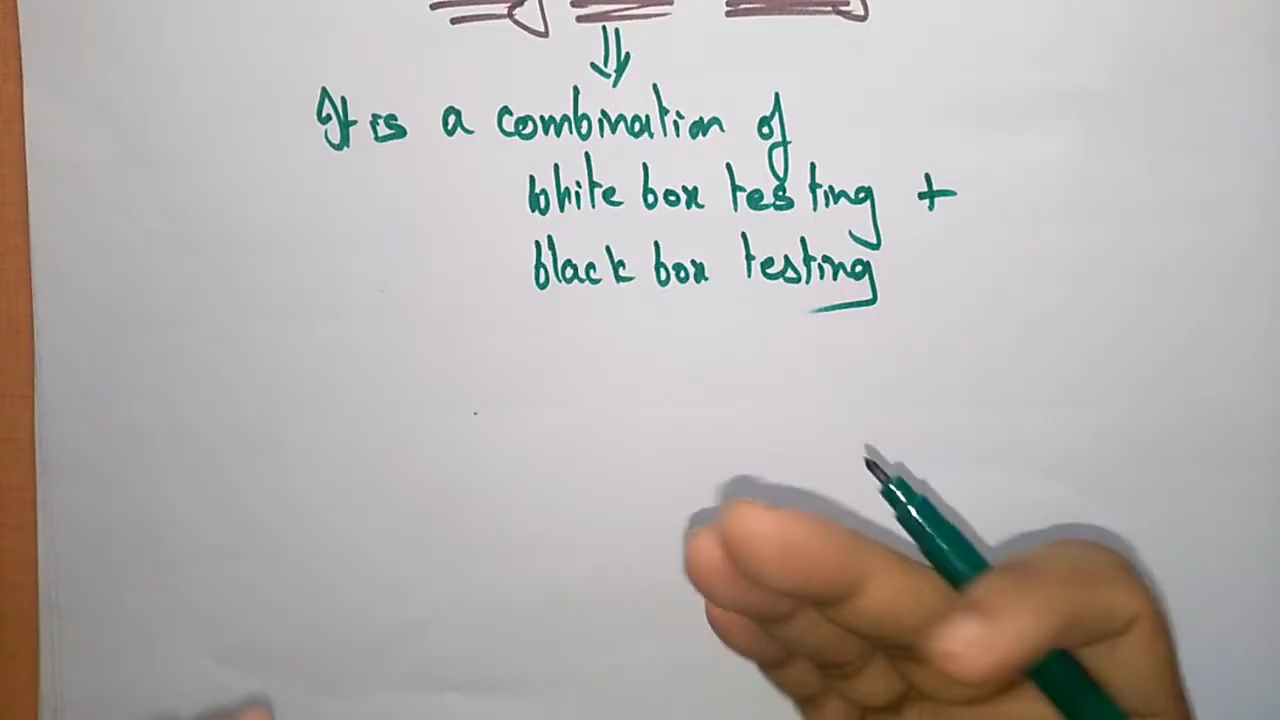 It is a combination of
white box testing +
black box testing